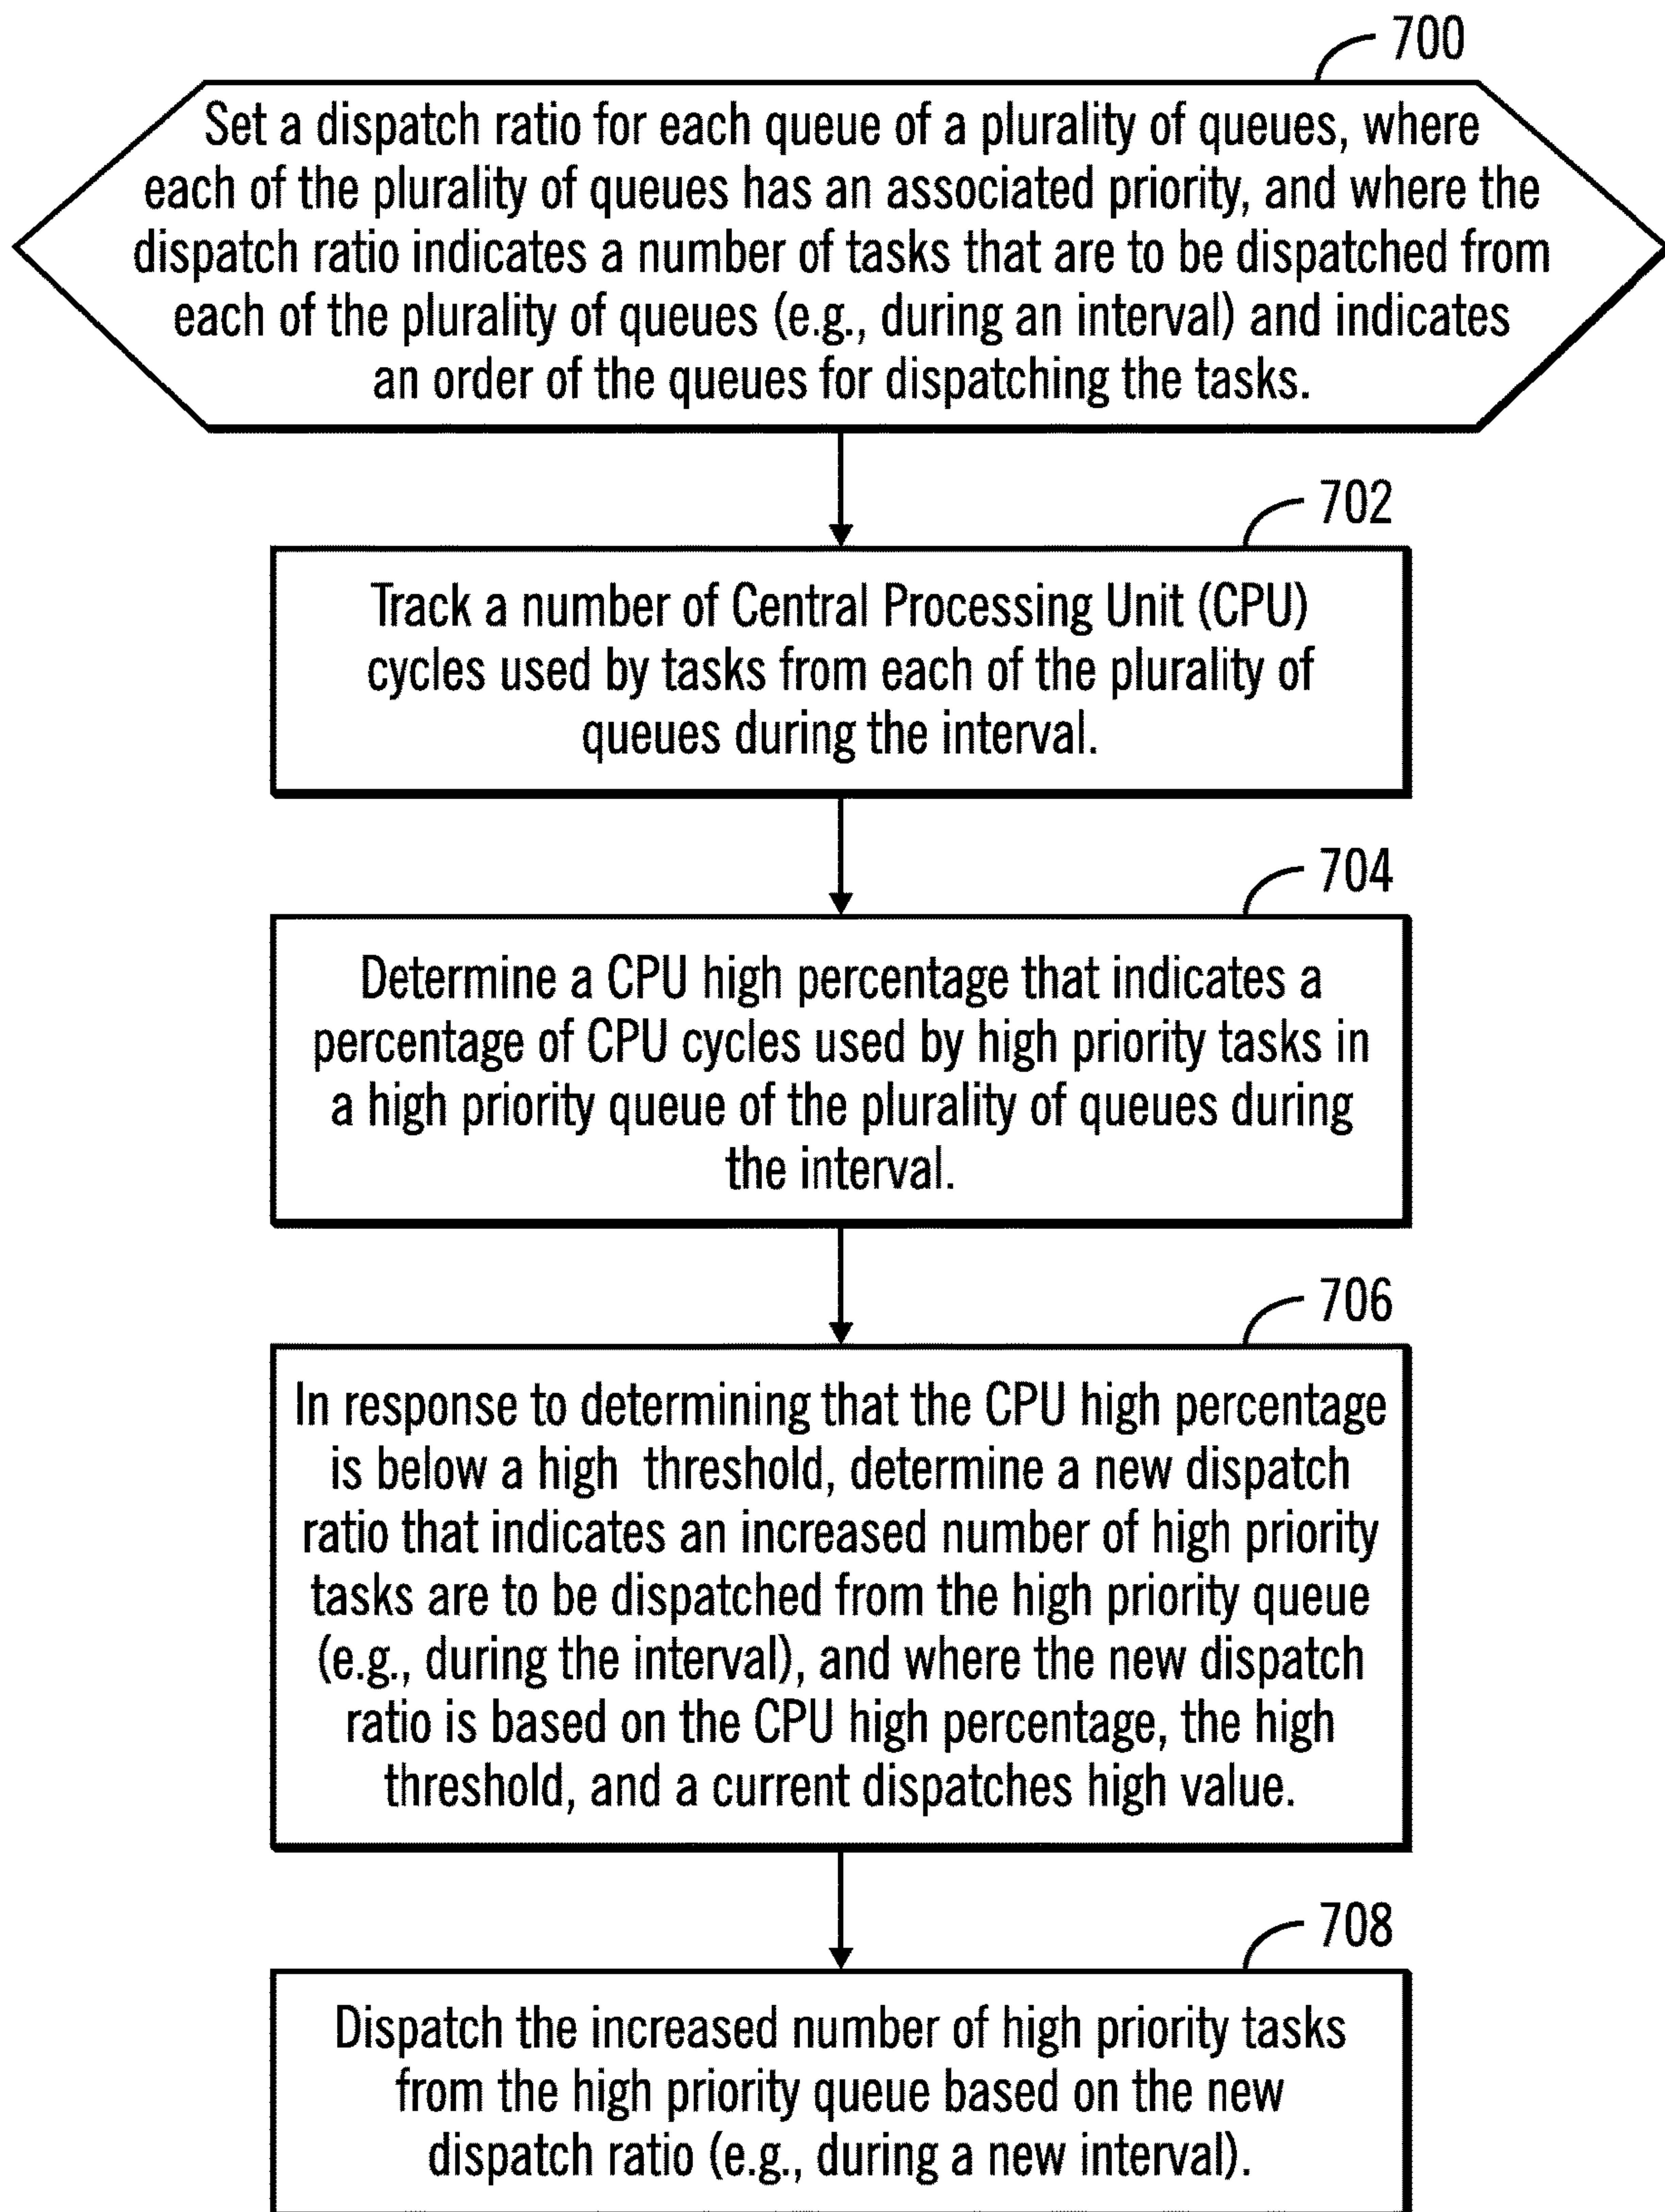 700
Set a dispatch ratio for each queue of a plurality of queues, where
each of the plurality of queues has an associated priority, and where the
dispatch ratio indicates a number of tasks that are to be dispatched from
each of the plurality of queues (e.g., during an interval) and indicates
an order of the queues for dispatching the tasks.
702
Track a number of Central Processing Unit (CPU)
cycles used by tasks from each of the plurality of
queues during the interval.
704
Determine a CPU high percentage that indicates a
percentage of CPU cycles used by high priority tasks in
a high priority queue of the plurality of queues during
the interval.
706
In response to determining that the CPU high percentage
is below a high threshold, determine a new dispatch
ratio that indicates an increased number of high priority
tasks are to be dispatched from the high priority queue
(e.g., during the interval), and where the new dispatch
ratio is based on the CPU high percentage, the high
threshold, and a current dispatches high value.
708
Dispatch the increased number of high priority tasks
from the high priority queue based on the new
dispatch ratio (e.g., during a new interval).